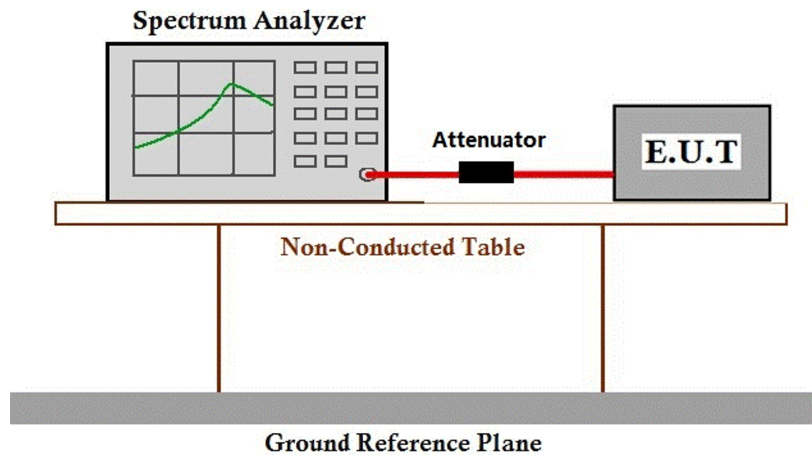 Spectrum Analyzer
Attenuator
E.U.T
Non-Conducted Table
Ground Reference Plane